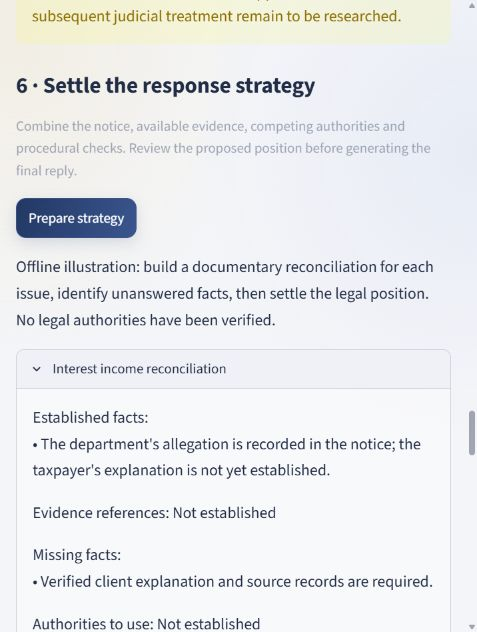 subsequent judicial treatment remain to be researched.
6 · Settle the response strategy
Combine the notice, available evidence, competing authorities and
procedural checks. Review the proposed position before generating the
final reply.
Prepare strategy
Offline illustration: build a documentary reconciliation for each
issue, identify unanswered facts, then settle the legal position.
No legal authorities have been verified.
Interest income reconciliation
Established facts:
• The department's allegation is recorded in the notice; the
taxpayer's explanation is not yet established.
Evidence references: Not established
Missing facts:
• Verified client explanation and source records are required.
Authorities to use: Not established